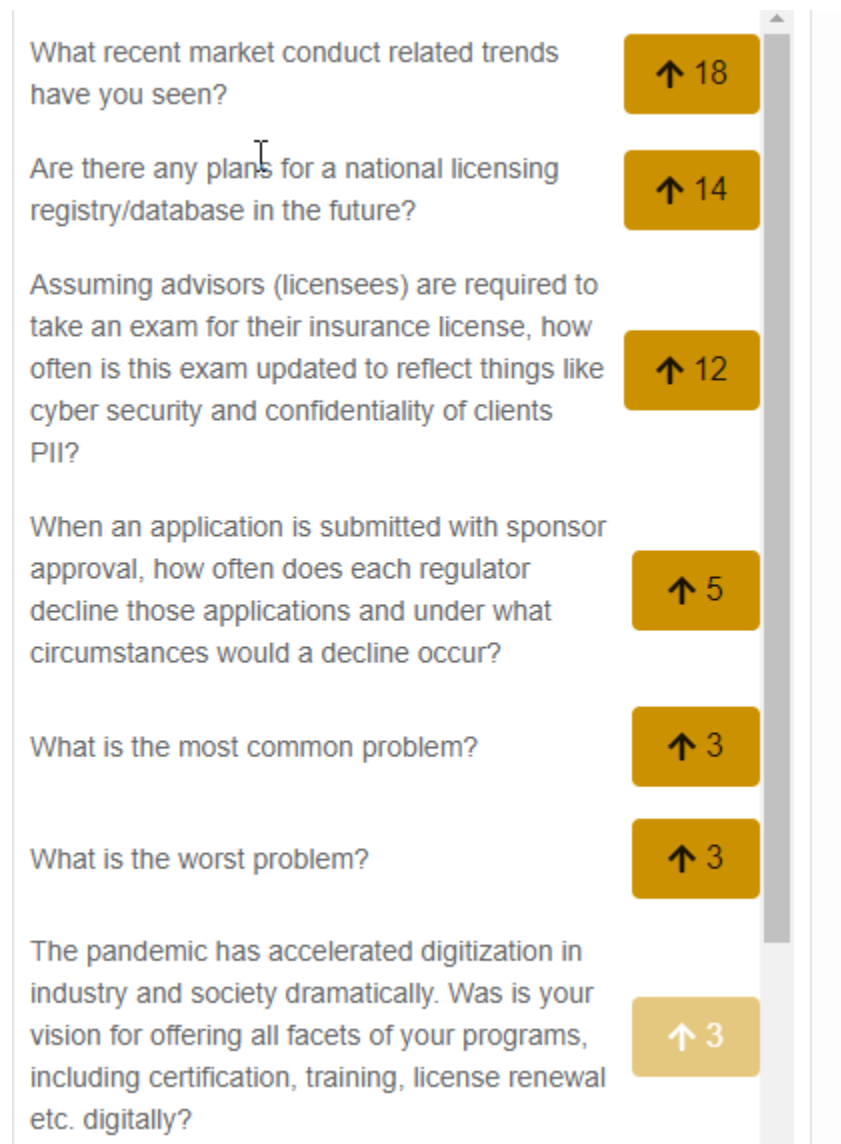 What recent market conduct related trends
have you seen?
↑ 18
Are there any plans for a national licensing
registry/database in the future?
↑ 14
Assuming advisors (licensees) are required to
take an exam for their insurance license, how
often is this exam updated to reflect things like
cyber security and confidentiality of clients
PII?
↑ 12
When an application is submitted with sponsor
approval, how often does each regulator
decline those applications and under what
circumstances would a decline occur?
↑ 5
What is the most common problem?
↑ 3
What is the worst problem?
↑ 3
The pandemic has accelerated digitization in
industry and society dramatically. Was is your
vision for offering all facets of your programs,
including certification, training, license renewal
etc. digitally?
↑ 3